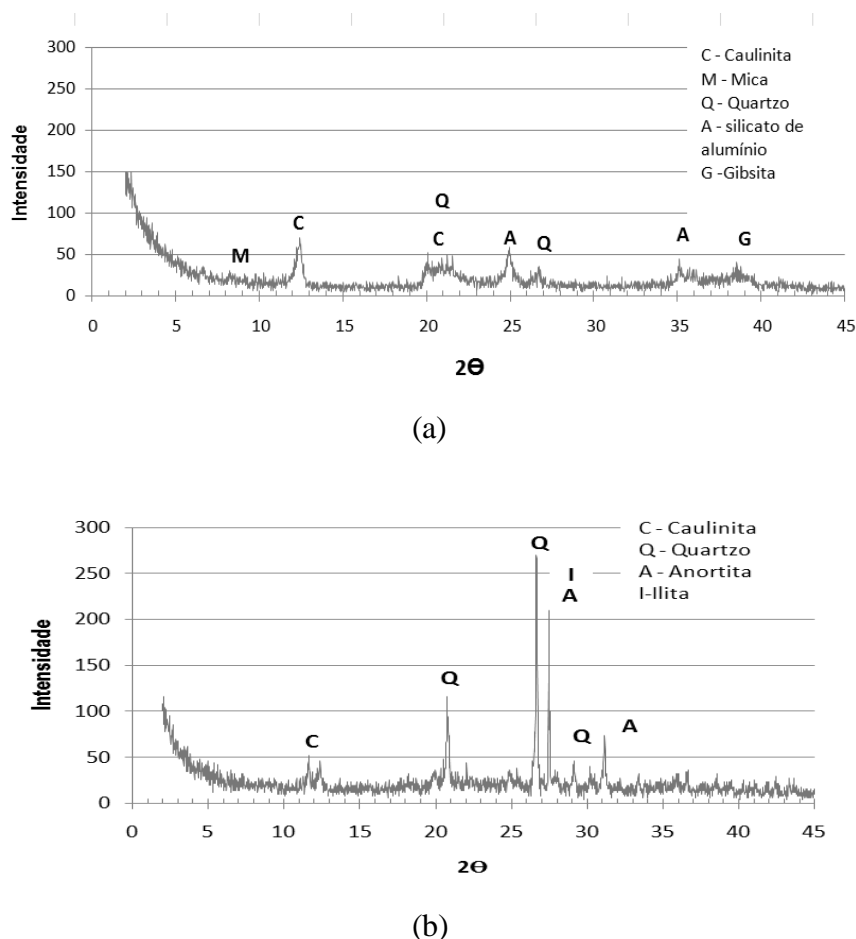 300
250
200
150
100
50
0
Intensidade
C - Caulinita
M - Mica
Q - Quartzo
A - silicato de
alumínio
G -Gibsita
M
C
Q
C
A
Q
A
G
0 5 10 15 20 25 30 35 40 45
2Ө
(a)
300
250
200
150
100
50
0
Intensidade
C - Caulinita
Q - Quartzo
A - Anortita
I-Ilita
C
Q
Q
I
A
Q
A
0 5 10 15 20 25 30 35 40 45
2Ө
(b)